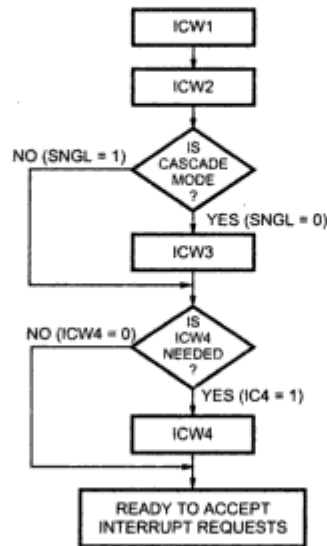 ICW1
ICW2
IS
CASCADE
MODE
?
NO (SNGL = 1)
YES (SNGL = 0)
ICW3
IS
ICW4
NEEDED
?
NO (ICW4 = 0)
YES (IC4 = 1)
ICW4
READY TO ACCEPT
INTERRUPT REQUESTS